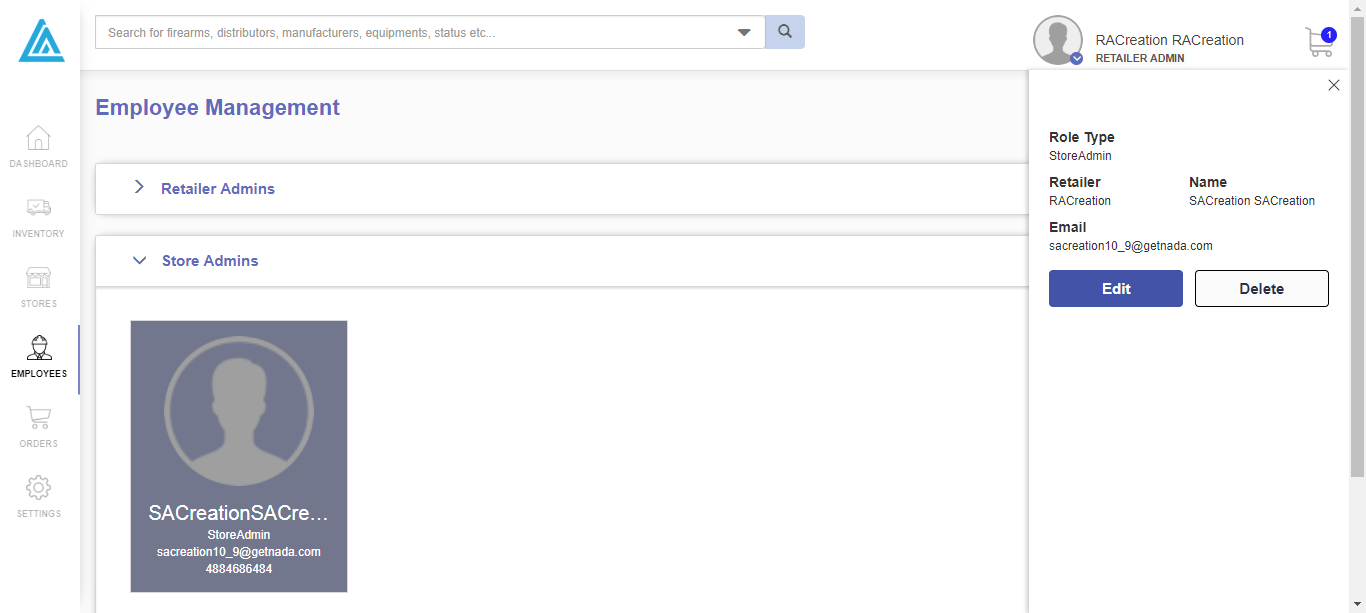 Search for firearms, distributors, manufacturers, equipments, status etc...
RACreation RACreation
RETAILER ADMIN
1
DASHBOARD
INVENTORY
STORES
EMPLOYEES
ORDERS
SETTINGS
Employee Management
Retailer Admins
Store Admins
SACreationSACre...
StoreAdmin
sacreation10_9@getnada.com
4884686484
Role Type
StoreAdmin
Retailer Name
RACreation SACreation SACreation
Email
sacreation10_9@getnada.com
Edit Delete